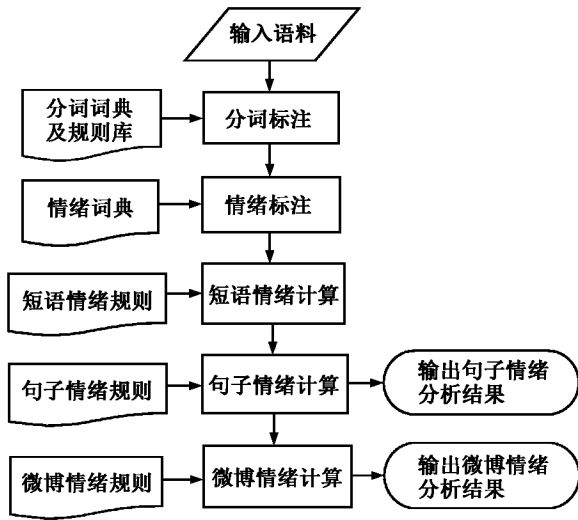 输入语料
分词词典
及规则库
分词标注
情绪词典
情绪标注
短语情绪规则
短语情绪计算
句子情绪规则
句子情绪计算
输出句子情绪
分析结果
微博情绪规则
微博情绪计算
输出微博情绪
分析结果